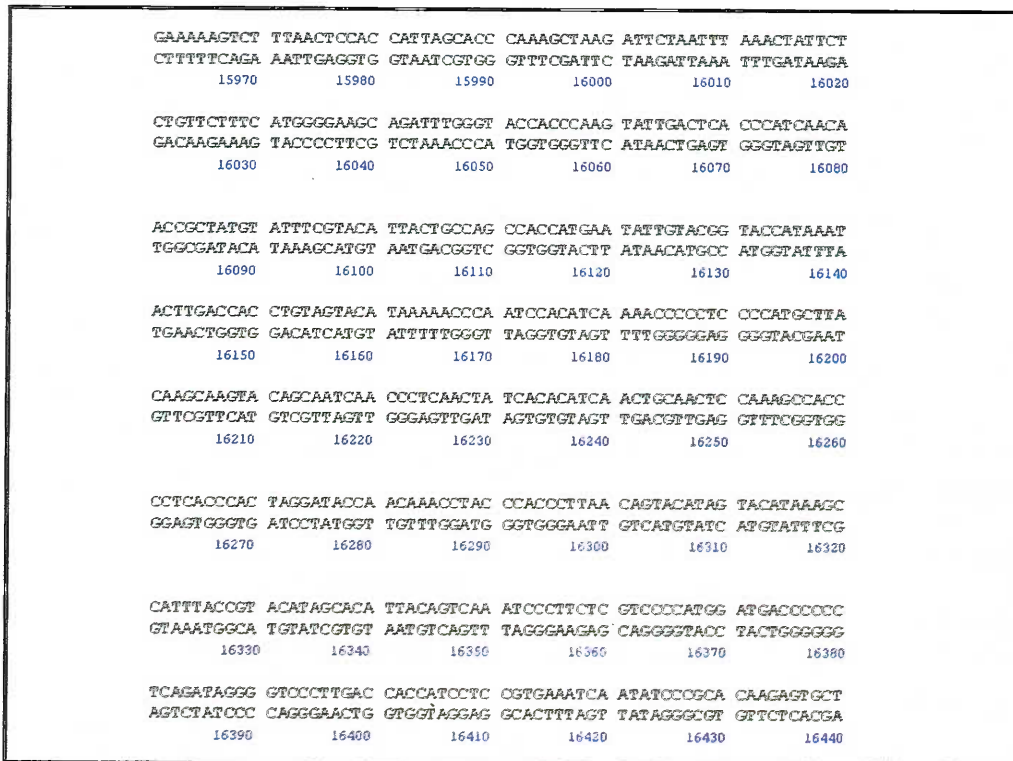 GAAAAAGTCT TTAACTCCAC CATTAGCACC CAAAGCTAAG ATTCTAATTT AAACTATTCT
CTTTTTCAGA AATTGAGGTG GTAATCGTGG GTTTCGATTC TAAGATTAAA TTTGATAAGA
15970 15980 15990 16000 16010 16020
CTGTTCTTTC ATGGGGAAGC AGATTTGGGT ACCACCCAAG TATTGACTCA CCCATCAACA
GACAAGAAAG TACCCCTTCG TCTAAACCCA TGGTGGGTTC ATAACTGAGT GGGTAGTTGT
16030 16040 16050 16060 16070 16080
ACCGCTATGT ATTTCGTACA TTACTGCCAG CCACCATGAA TATTGTACGG TACCATAAAT
TGGCGATACA TAAAGCATGT AATGACGGTC GGTGGTACTT ATAACATGCC ATGGTATTTA
16090 16100 16110 16120 16130 16140
ACTTGACCAC CTGTAGTACA TAAAAACCCA ATCCACATCA AAACCCCCTC CCCATGCTTA
TGAACTGGTG GACATCATGT ATTTTTGGGT TAGGTGTAGT TTTGGGGGAG GGGTACGAAT
16150 16160 16170 16180 16190 16200
CAAGCAAGTA CAGCAATCAA CCCTCAACTA TCACACATCA ACTGCAACTC CAAAGCCACC
GTTCGTTCAT GTCGTTAGTT GGGAGTTGAT AGTGTGTAGT TGACGTTGAG GTTTCGGTGG
16210 16220 16230 16240 16250 16260
CCTCACCCAC TAGGATACCA ACAAACCTAC CCACCCTTAA CAGTACATAG TACATAAAGC
GGAGTGGGTG ATCCTATGGT TGTTTGGATG GGTGGGAATT GTCATGTATC ATGTATTTCG
16270 16280 16290 16300 16310 16320
CATTTACCGT ACATAGCACA TTACAGTCAA ATCCCTTCTC GTCCCCATGG ATGACCCCCC
GTAAATGGCA TGTATCGTGT AATGTCAGTT TAGGGAAGAG CAGGGGTACC TACTGGGGGG
16330 16340 16350 16360 16370 16380
TCAGATAGGG GTCCCTTGAC CACCATCCTC CGTGAAATCA ATATCCCGCA CAAGAGTGCT
AGTCTATCCC CAGGGAACTG GTGGTAGGAG GCACTTTAGT TATAGGGCGT GTTCTCACGA
16390 16400 16410 16420 16430 16440